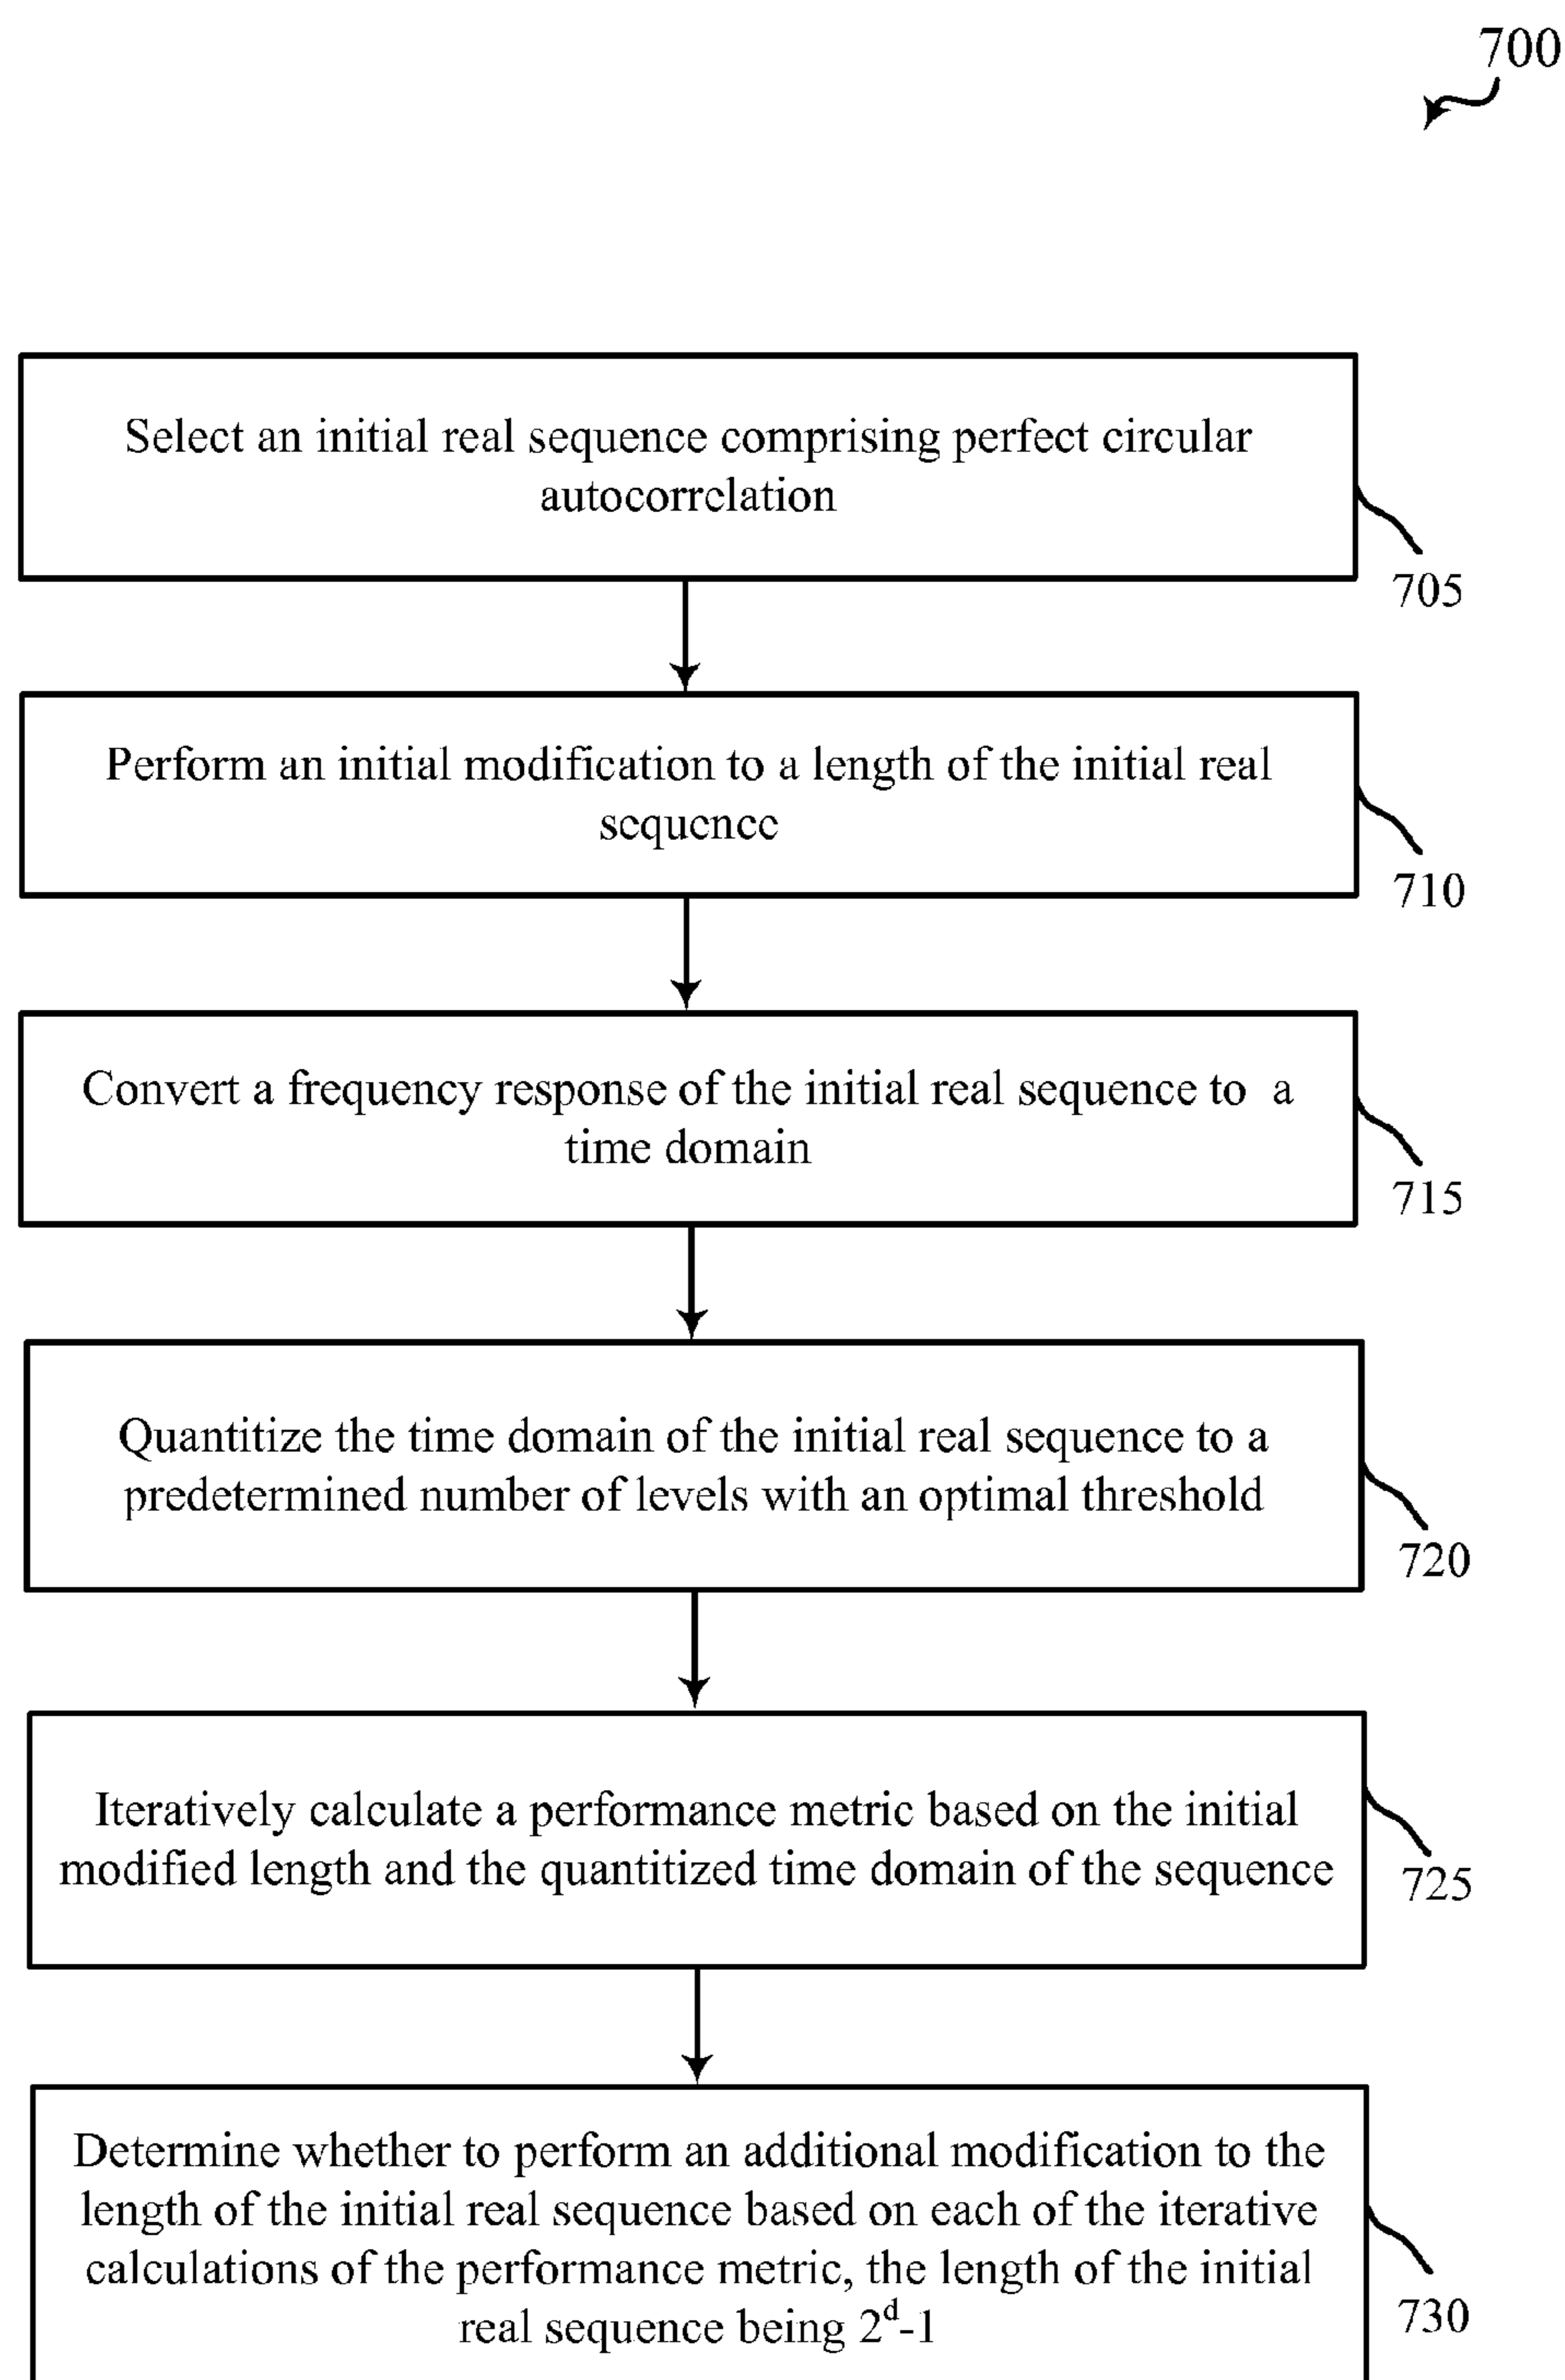 700
Select an initial real sequence comprising perfect circular
autocorrelation
705
Perform an initial modification to a length of the initial real
sequence
710
Convert a frequency response of the initial real sequence to a
time domain
715
Quantitize the time domain of the initial real sequence to a
predetermined number of levels with an optimal threshold
720
Iteratively calculate a performance metric based on the initial
modified length and the quantitized time domain of the sequence
725
Determine whether to perform an additional modification to the
length of the initial real sequence based on each of the iterative
calculations of the performance metric, the length of the initial
real sequence being 2^d-1
730